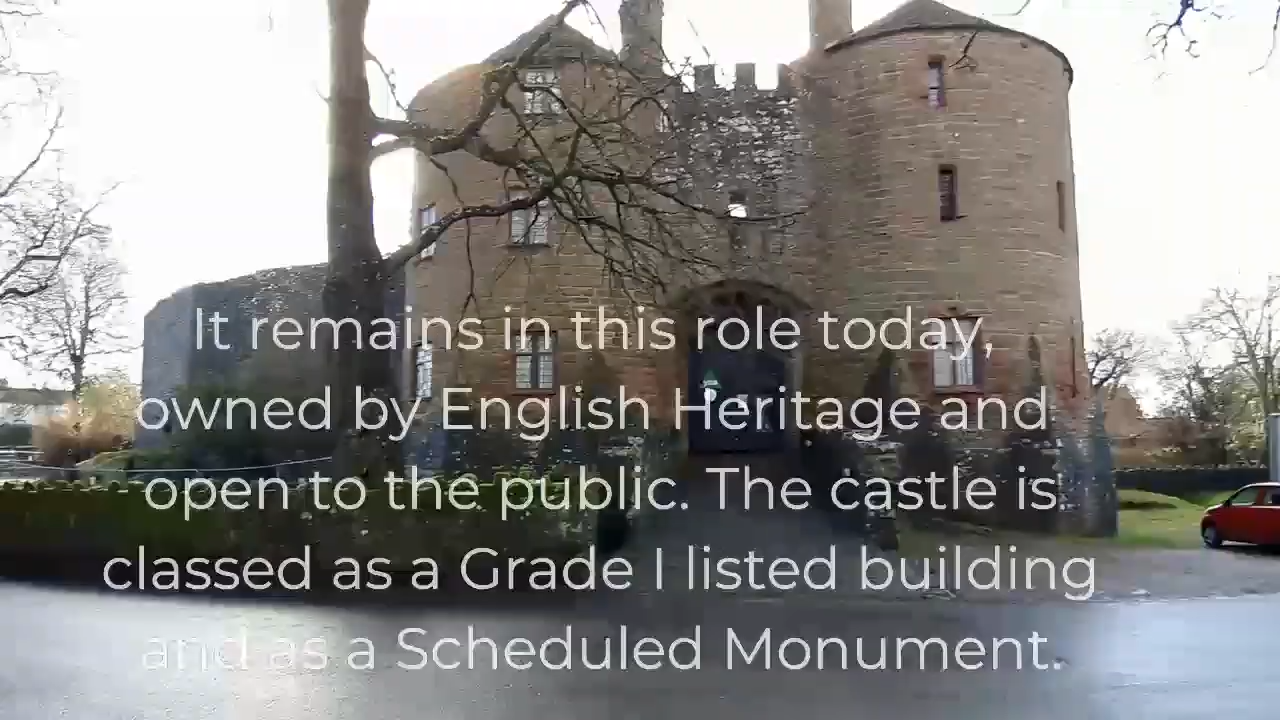 It remains in this role today,
owned by English Heritage and
open to the public. The castle is
classed as a Grade I listed building
and as a Scheduled Monument.